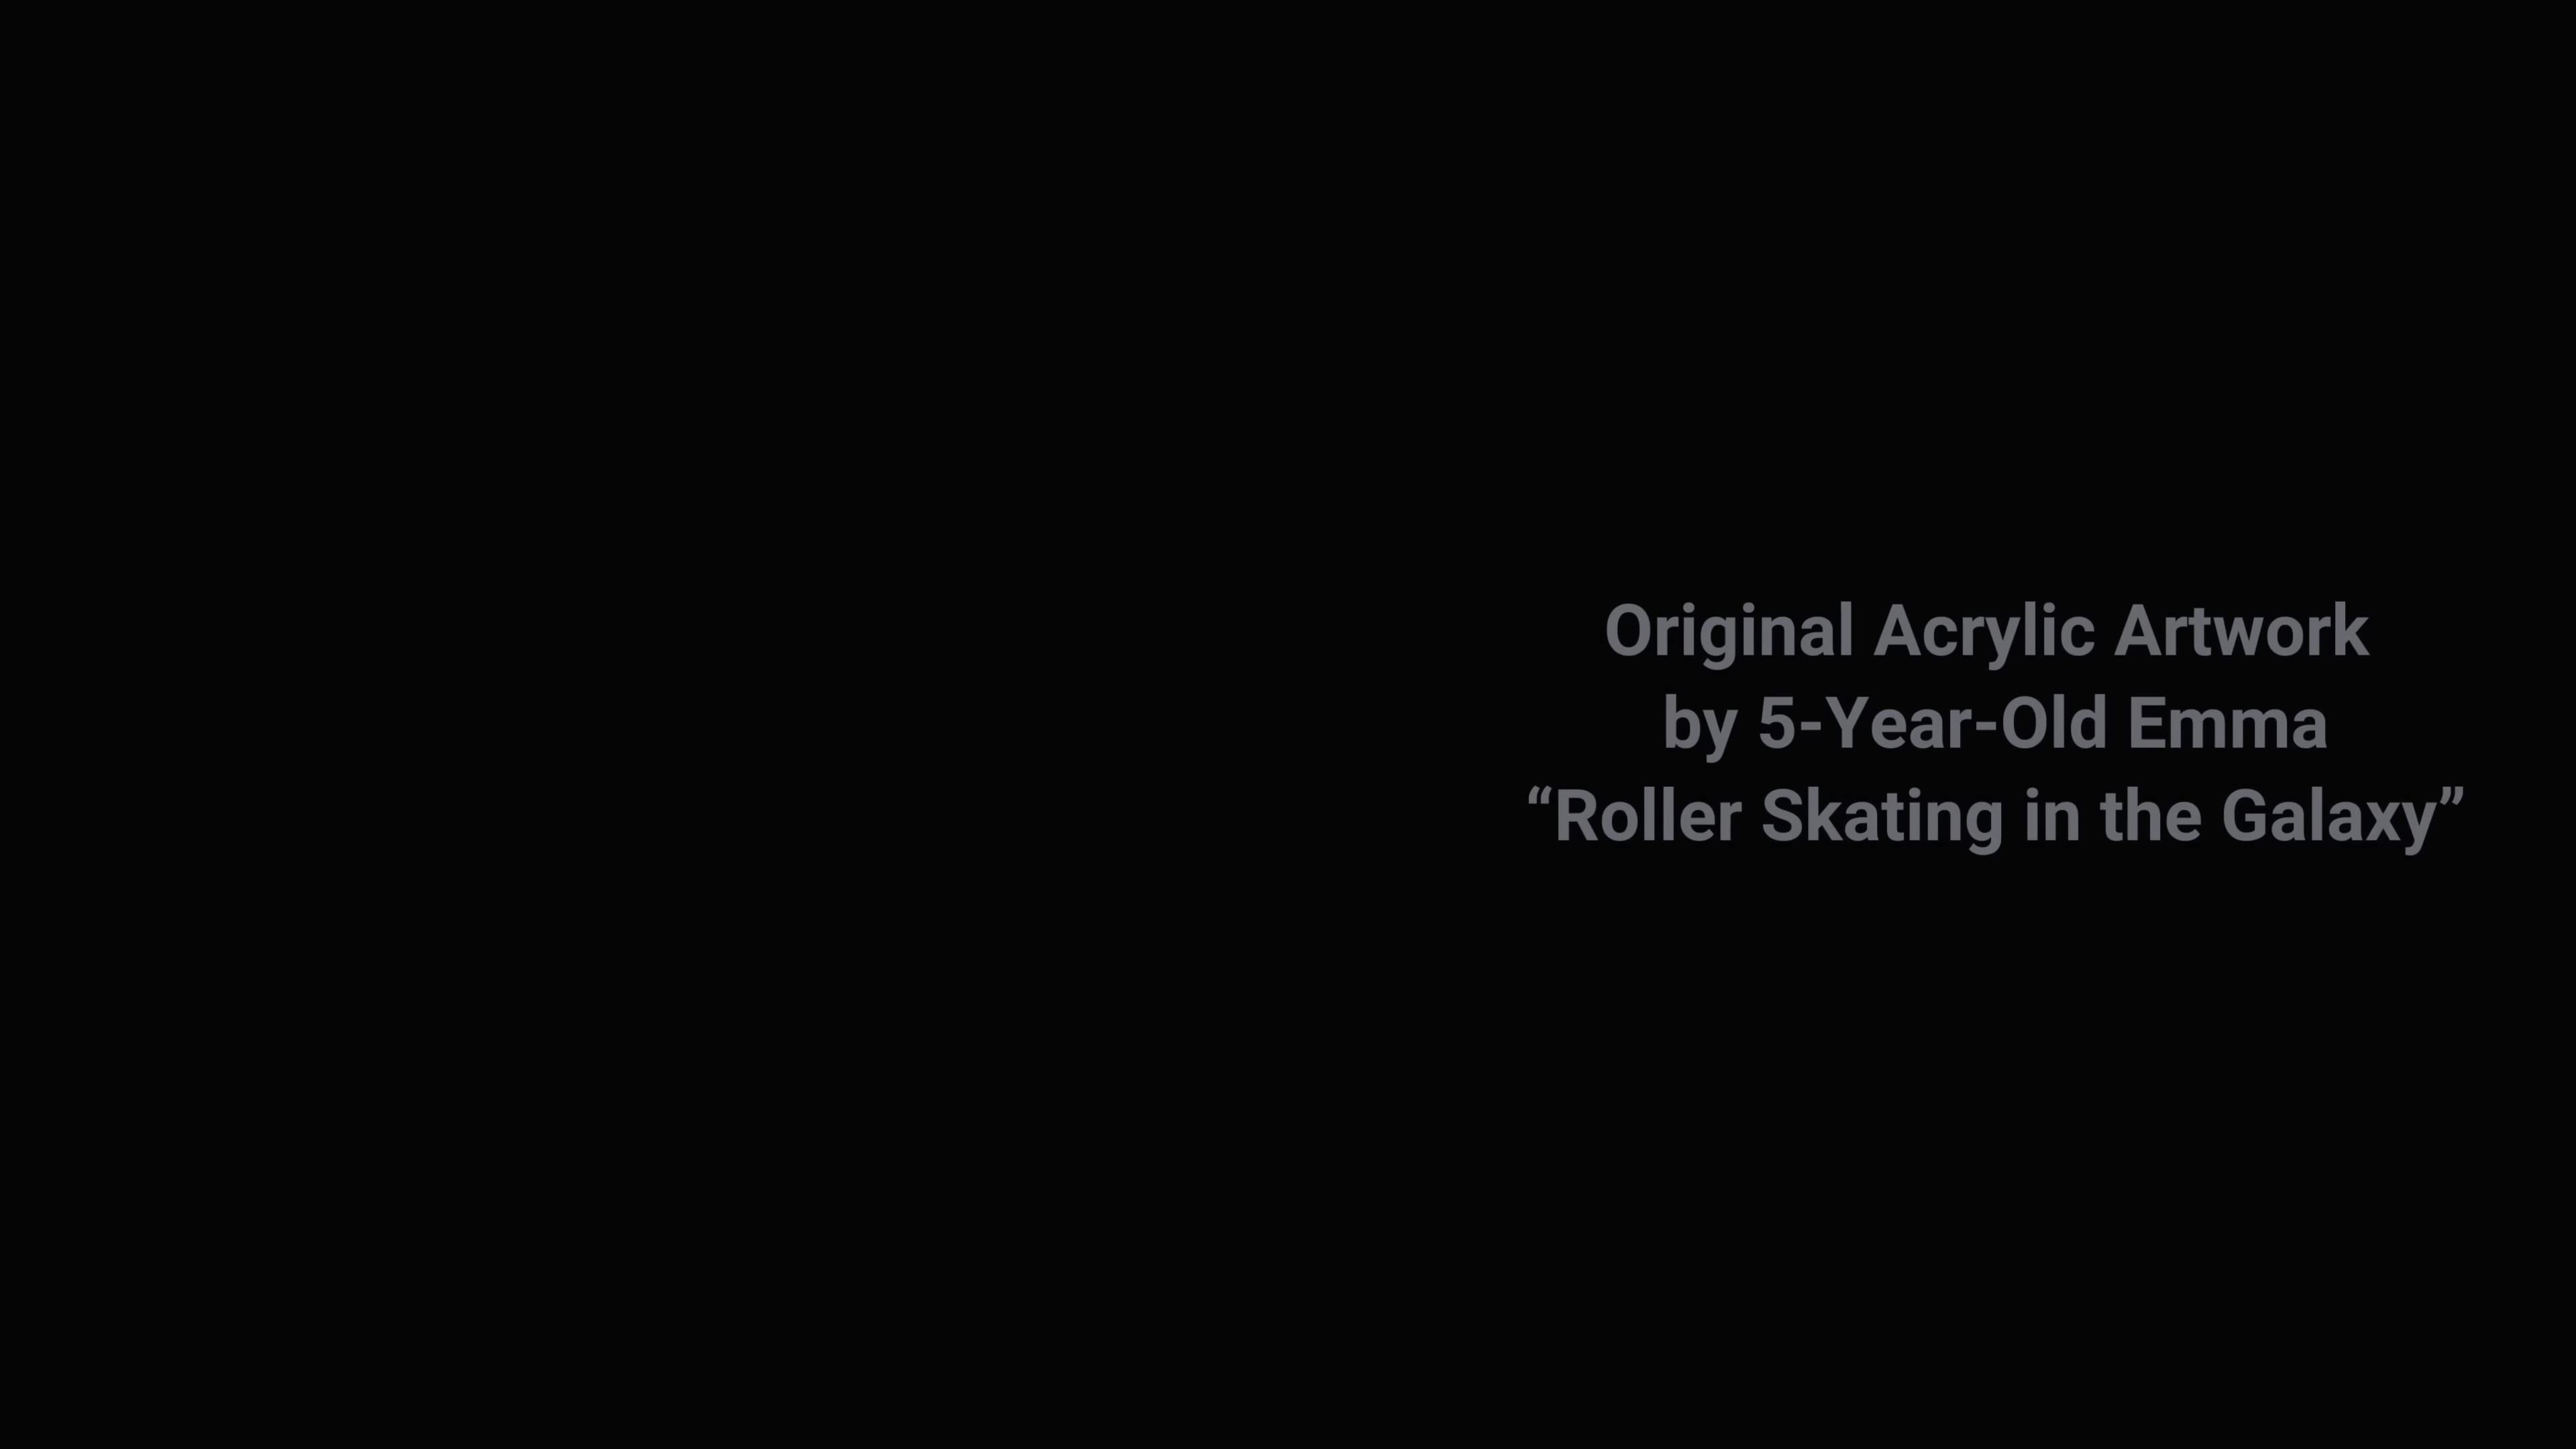 Original Acrylic Artwork
by 5-Year-Old Emma
“Roller Skating in the Galaxy”